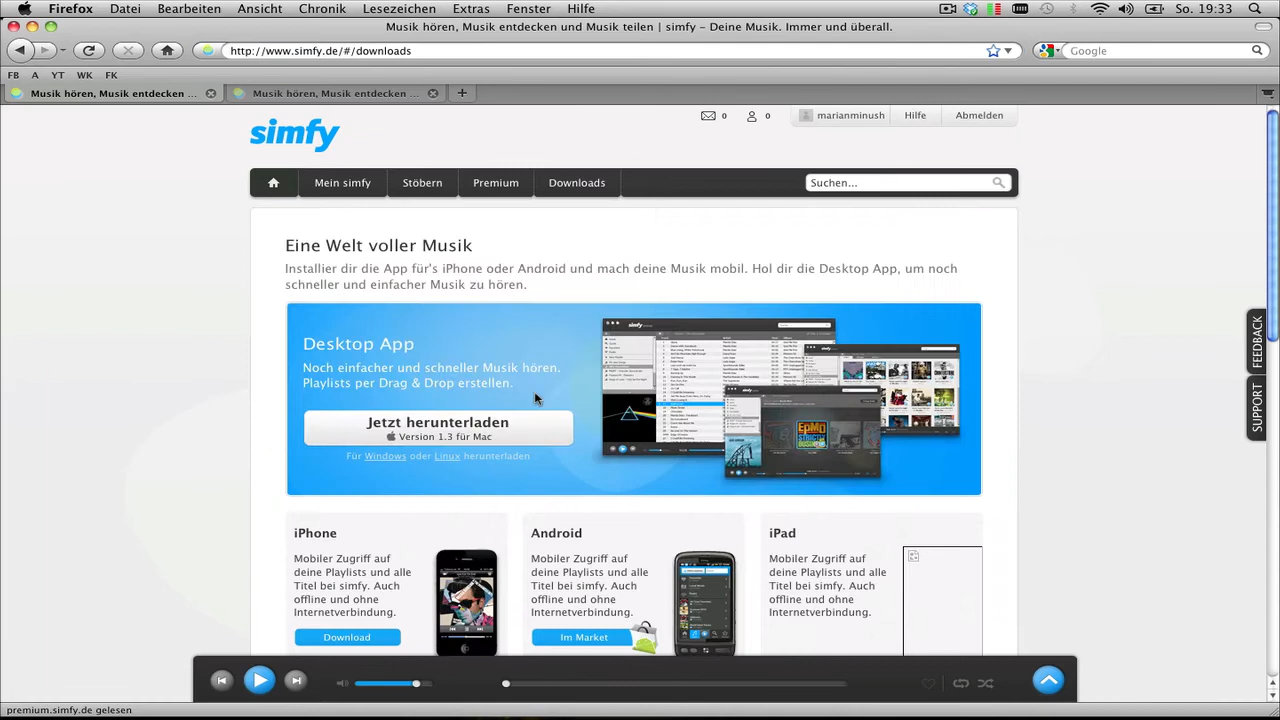 Firefox Datei Bearbeiten Ansicht Chronik Lesezeichen Extras Fenster Hilfe So. 19:33
Musik hören, Musik entdecken und Musik teilen | simfy – Deine Musik. Immer und überall.
http://www.simfy.de/#/downloads Google
FB A YT WK FK
Musik hören, Musik entdecken ... Musik hören, Musik entdecken ...
0 0 marianminush Hilfe Abmelden
simfy
Mein simfy Stöbern Premium Downloads Suchen...
Eine Welt voller Musik
Installier dir die App für's iPhone oder Android und mach deine Musik mobil. Hol dir die Desktop App, um noch
schneller und einfacher Musik zu hören.
Desktop App
Noch einfacher und schneller Musik hören.
Playlists per Drag & Drop erstellen.
Jetzt herunterladen
Version 1.3 für Mac
Für Windows oder Linux herunterladen
simfy
EPMD
STRICTLY
BUSINESS
FEEDBACK
SUPPORT
iPhone
Mobiler Zugriff auf
deine Playlists und alle
Titel bei simfy. Auch
offline und ohne
Internetverbindung.
Download
Android
Mobiler Zugriff auf
deine Playlists und alle
Titel bei simfy. Auch
offline und ohne
Internetverbindung.
Im Market
iPad
Mobiler Zugriff auf
deine Playlists und alle
Titel bei simfy. Auch
offline und ohne
Internetverbindung.
premium.simfy.de gelesen